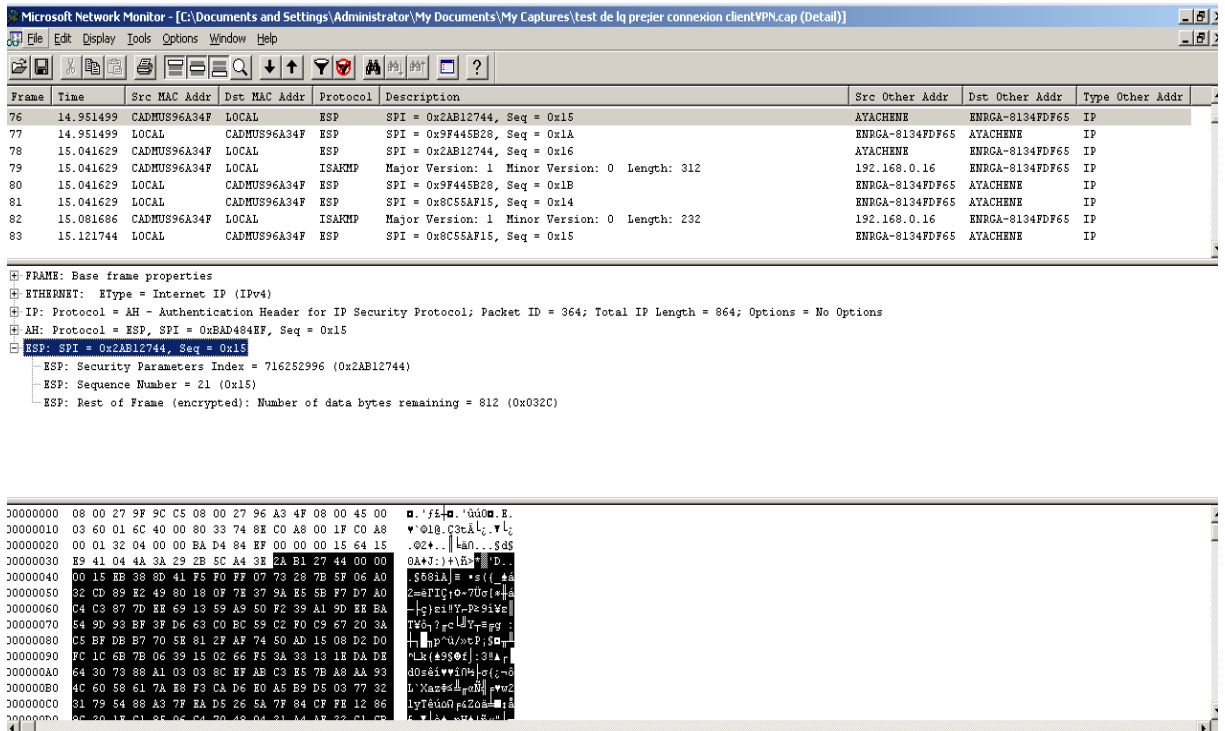 Microsoft Network Monitor - [C:\Documents and Settings\Administrator\My Documents\My Captures\test de lq pre;ier connexion clientVPN.cap (Detail)]
File Edit Display Tools Options Window Help
Frame Time Src MAC Addr Dst MAC Addr Protocol Description Src Other Addr Dst Other Addr Type Other Addr
76 14.951499 CADMUS96A34F LOCAL ESP SPI = 0x2AB12744, Seq = 0x15 AYACHENE ENRGA-8134FDF65 IP
77 14.951499 LOCAL CADMUS96A34F ESP SPI = 0x9F445B28, Seq = 0x1A ENRGA-8134FDF65 AYACHENE IP
78 15.041629 CADMUS96A34F LOCAL ESP SPI = 0x2AB12744, Seq = 0x16 AYACHENE ENRGA-8134FDF65 IP
79 15.041629 CADMUS96A34F LOCAL ISAKMP Major Version: 1 Minor Version: 0 Length: 312 192.168.0.16 ENRGA-8134FDF65 IP
80 15.041629 LOCAL CADMUS96A34F ESP SPI = 0x9F445B28, Seq = 0x1B ENRGA-8134FDF65 AYACHENE IP
81 15.041629 LOCAL CADMUS96A34F ESP SPI = 0x8C55AF15, Seq = 0x14 ENRGA-8134FDF65 AYACHENE IP
82 15.081686 CADMUS96A34F LOCAL ISAKMP Major Version: 1 Minor Version: 0 Length: 232 192.168.0.16 ENRGA-8134FDF65 IP
83 15.121744 LOCAL CADMUS96A34F ESP SPI = 0x8C55AF15, Seq = 0x15 ENRGA-8134FDF65 AYACHENE IP
FRAME: Base frame properties
ETHERNET: EType = Internet IP (IPv4)
IP: Protocol = AH - Authentication Header for IP Security Protocol; Packet ID = 364; Total IP Length = 864; Options = No Options
AH: Protocol = ESP, SPI = 0xBAD484EF, Seq = 0x15
ESP: SPI = 0x2AB12744, Seq = 0x15
ESP: Security Parameters Index = 716252996 (0x2AB12744)
ESP: Sequence Number = 21 (0x15)
ESP: Rest of Frame (encrypted): Number of data bytes remaining = 812 (0x032C)
00000000 08 00 27 9F 9C C5 08 00 27 96 A3 4F 08 00 45 00
00000010 03 60 01 6C 40 00 80 33 74 8E C0 A8 00 1F C0 A8
00000020 00 01 32 04 00 00 BA D4 84 EF 00 00 00 15 64 15
00000030 E9 41 04 4A 3A 29 2B 5C A4 3E 2A B1 27 44 00 00
00000040 00 15 EB 38 8D 41 F5 F0 FF 07 73 28 7B 5F 06 A0
00000050 32 CD 89 E2 49 80 18 0F 7E 37 9A E5 5B F7 D7 A0
00000060 C4 C3 87 7D EE 69 13 59 A9 50 F2 39 A1 9D EE BA
00000070 54 9D 93 BF 3F D6 63 C0 BC 59 C2 F0 C9 67 20 3A
00000080 C5 BF DB B7 70 5E 81 2F AF 74 50 AD 15 08 D2 D0
00000090 FC 1C 6B 7B 06 39 15 02 66 F5 3A 33 13 1E DA DE
000000A0 64 30 73 88 A1 03 03 8C EF AB C3 E5 7B A8 AA 93
000000B0 4C 60 58 61 7A E8 F3 CA D6 E0 A5 B9 D5 03 77 32
000000C0 31 79 54 88 A3 7F EA D5 26 5A 7F 84 CF FE 12 86